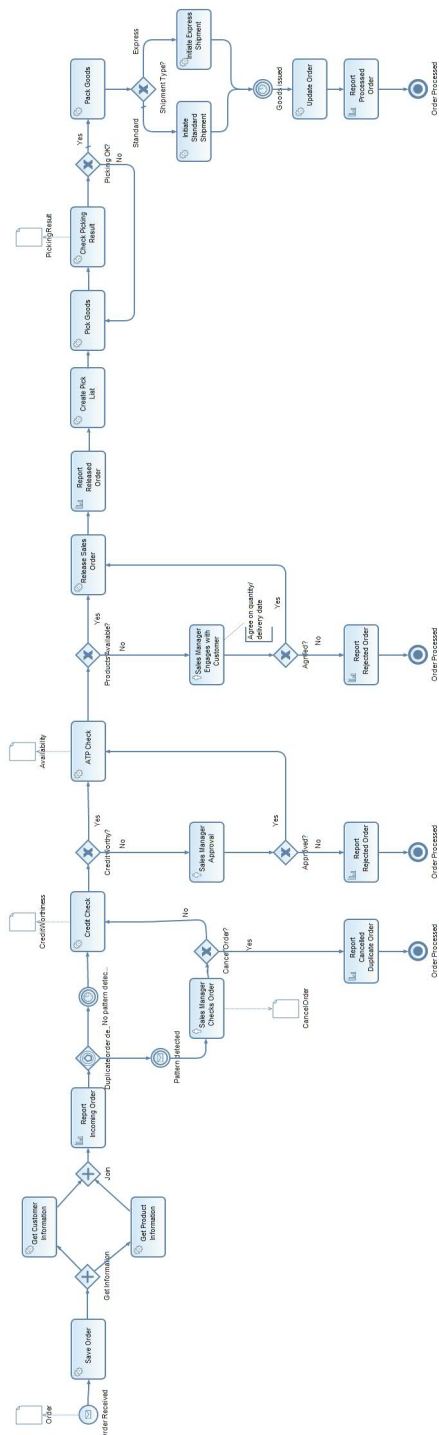 Order
Order Received
Save Order
Get Information
Get Customer
Information
Get Product
Information
Join
Report
Incoming Order
Duplicate order de...
No pattern detec...
Pattern detected
Sales Manager
Checks Order
CancelOrder
Cancel Order?
No
Yes
Report
Cancelled
Duplicate Order
Order Processed
CreditWorthiness
Credit Check
Creditworthy?
Yes
No
Sales Manager
Approval
Approved?
Yes
No
Report
Rejected Order
Order Processed
Availability
ATP Check
Products Available?
Yes
No
Sales Manager
Engages with
Customer
Agree on quantity/
delivery date
Agreed?
Yes
No
Report
Rejected Order
Order Processed
Release Sales
Order
Report
Released
Order
Create Pick
List
Pick Goods
PickingResult
Check Picking
Result
Picking OK?
Yes
No
Pack Goods
Shipment Type?
Standard
Express
Initiate
Standard
Shipment
Initiate Express
Shipment
Goods issued
Update Order
Report
Processed
Order
Order Processed